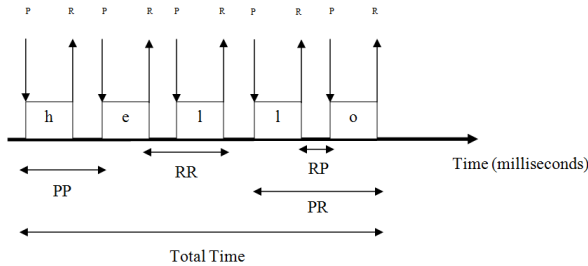 P R P R P R P R P R
h e l l o
Time (milliseconds)
RR RP
PP
PR
Total Time